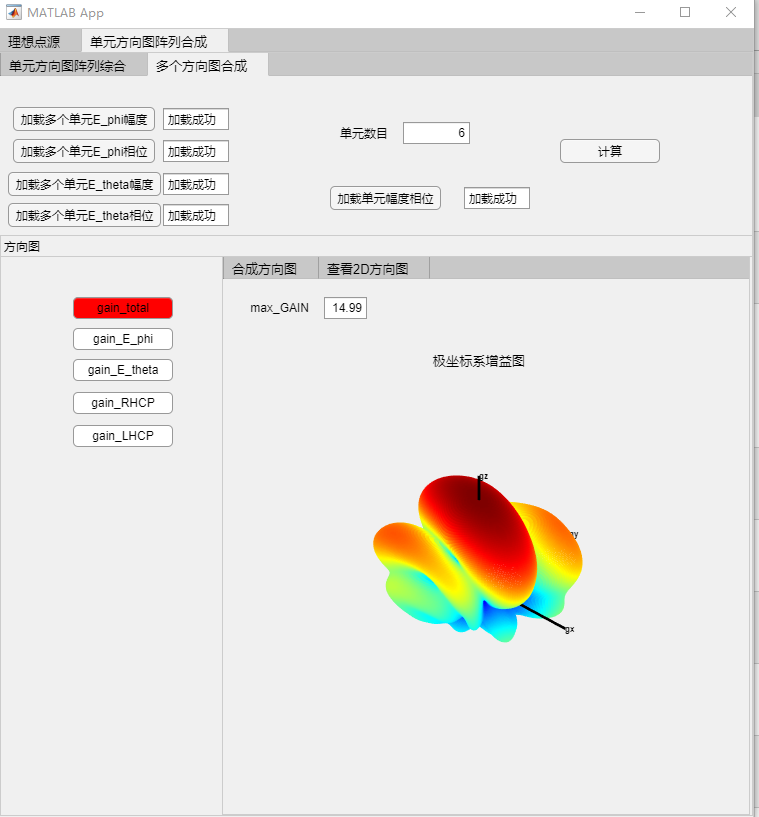 MATLAB App
理想点源 单元方向图阵列合成
单元方向图阵列综合 多个方向图合成
加载多个单元E_phi幅度 加载成功
单元数目 6
加载多个单元E_phi相位 加载成功
计算
加载多个单元E_theta幅度 加载成功
加载单元幅度相位 加载成功
加载多个单元E_theta相位 加载成功
方向图
合成方向图 查看2D方向图
gain_total
max_GAIN 14.99
gain_E_phi
极坐标系增益图
gain_E_theta
gain_RHCP
gain_LHCP
gz
gy
gx